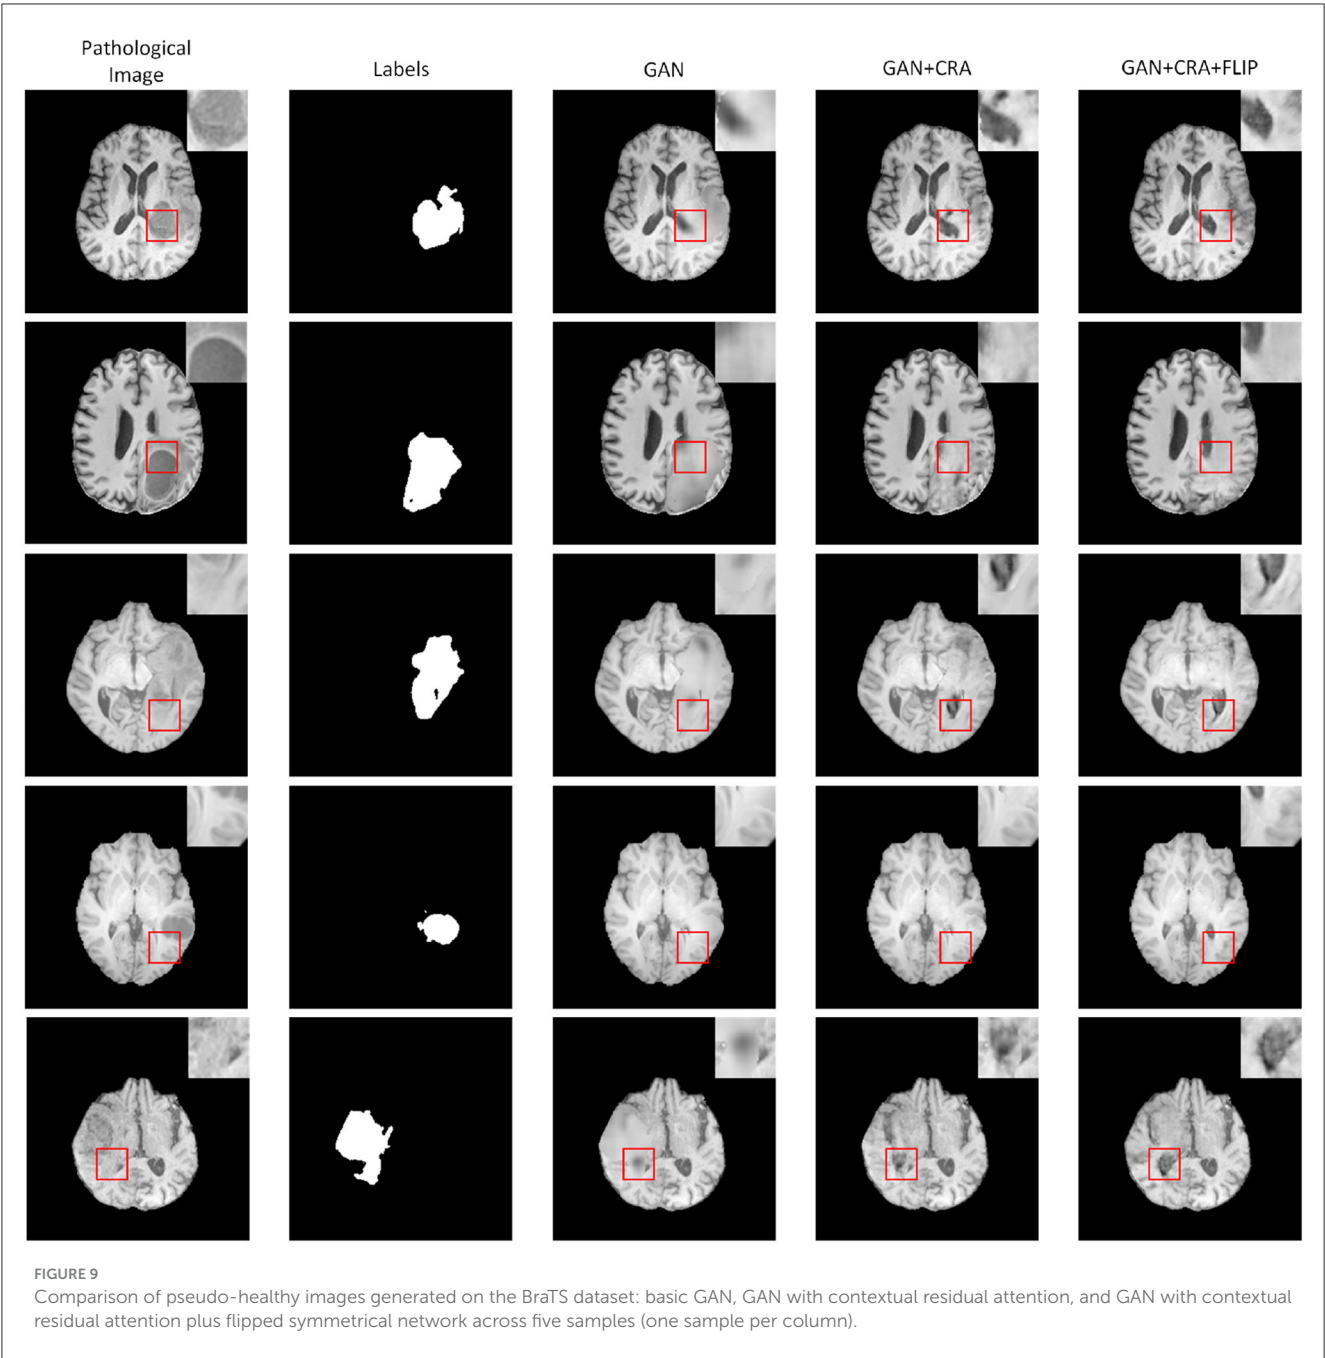 Pathological
Image
Labels
GAN
GAN+CRA
GAN+CRA+FLIP
FIGURE 9
Comparison of pseudo-healthy images generated on the BraTS dataset: basic GAN, GAN with contextual residual attention, and GAN with contextual
residual attention plus flipped symmetrical network across five samples (one sample per column).